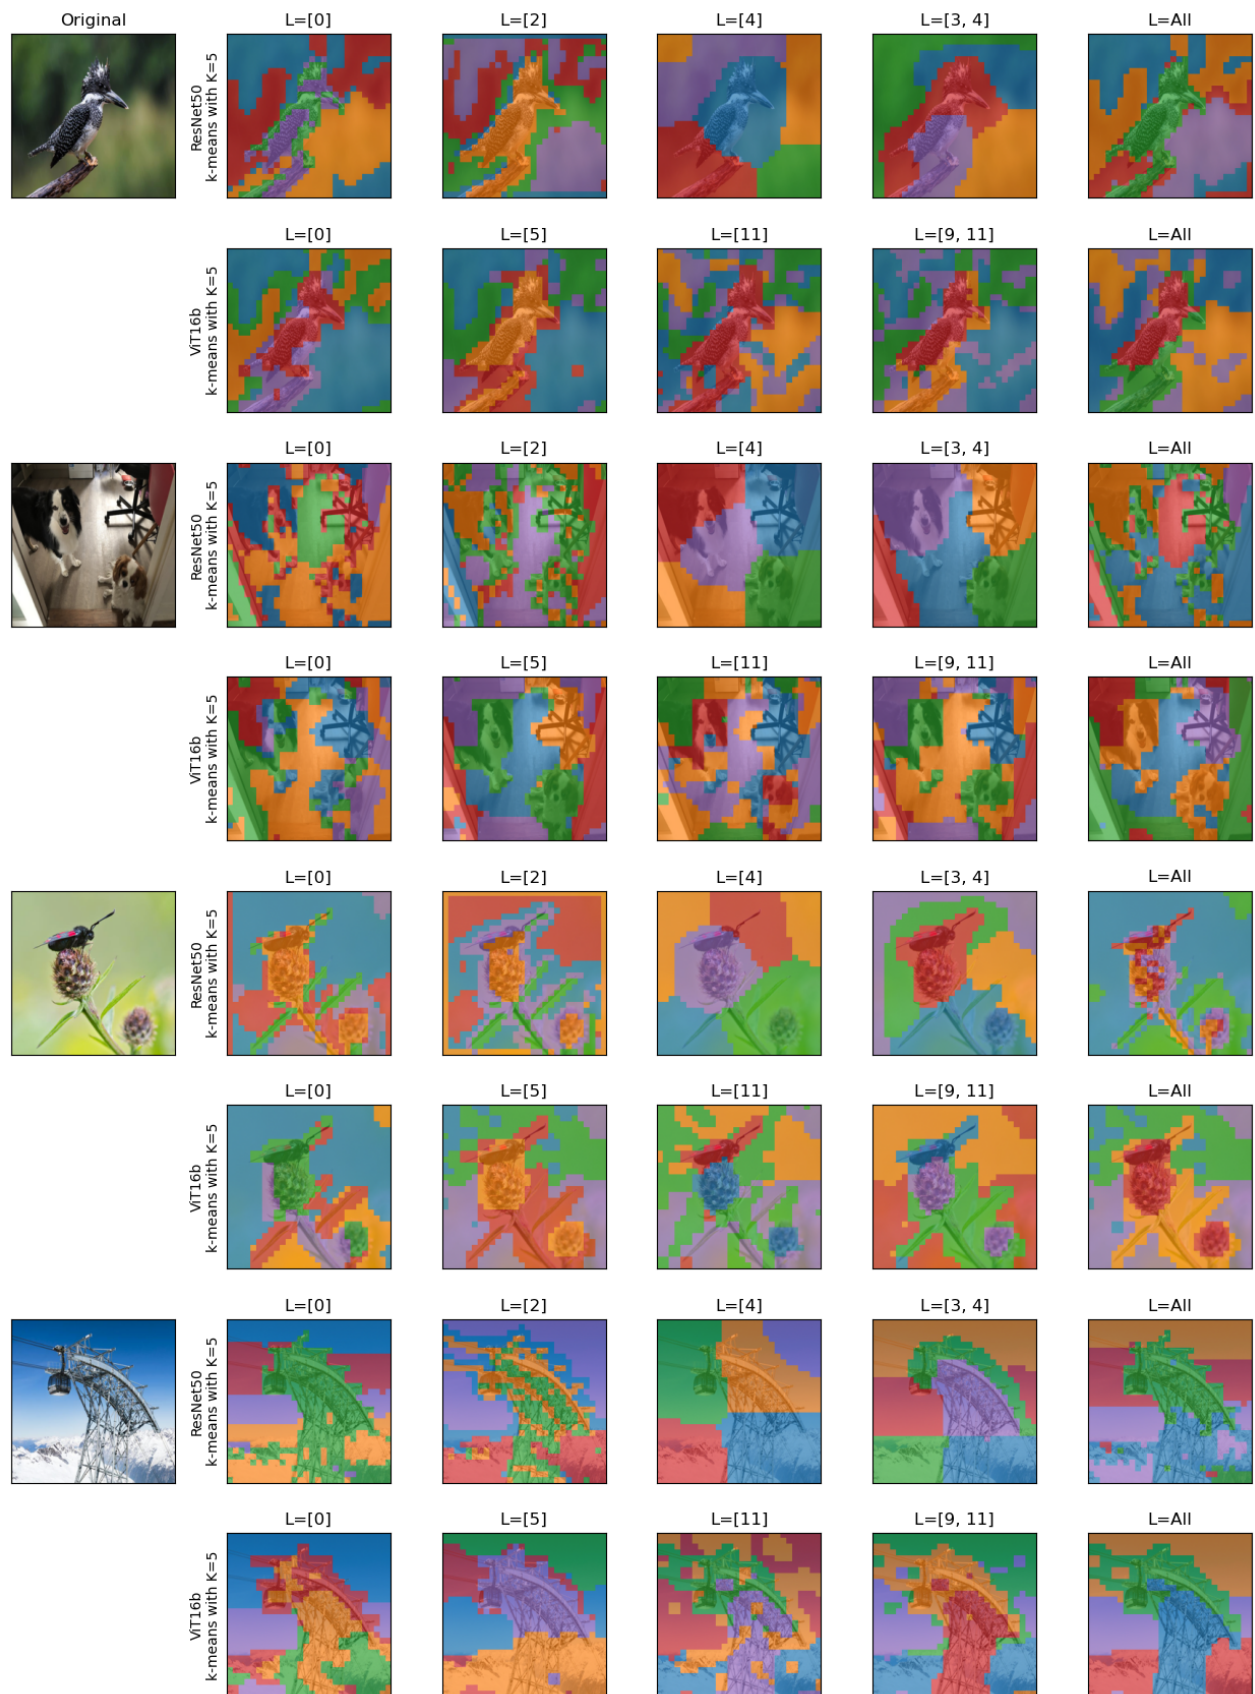 Original L=[0] L=[2] L=[4] L=[3, 4] L=All
ResNet50
k-means with K=5
L=[0] L=[5] L=[11] L=[9, 11] L=All
ViT16b
k-means with K=5
L=[0] L=[2] L=[4] L=[3, 4] L=All
ResNet50
k-means with K=5
L=[0] L=[5] L=[11] L=[9, 11] L=All
ViT16b
k-means with K=5
L=[0] L=[2] L=[4] L=[3, 4] L=All
ResNet50
k-means with K=5
L=[0] L=[5] L=[11] L=[9, 11] L=All
ViT16b
k-means with K=5
L=[0] L=[2] L=[4] L=[3, 4] L=All
ResNet50
k-means with K=5
L=[0] L=[5] L=[11] L=[9, 11] L=All
ViT16b
k-means with K=5